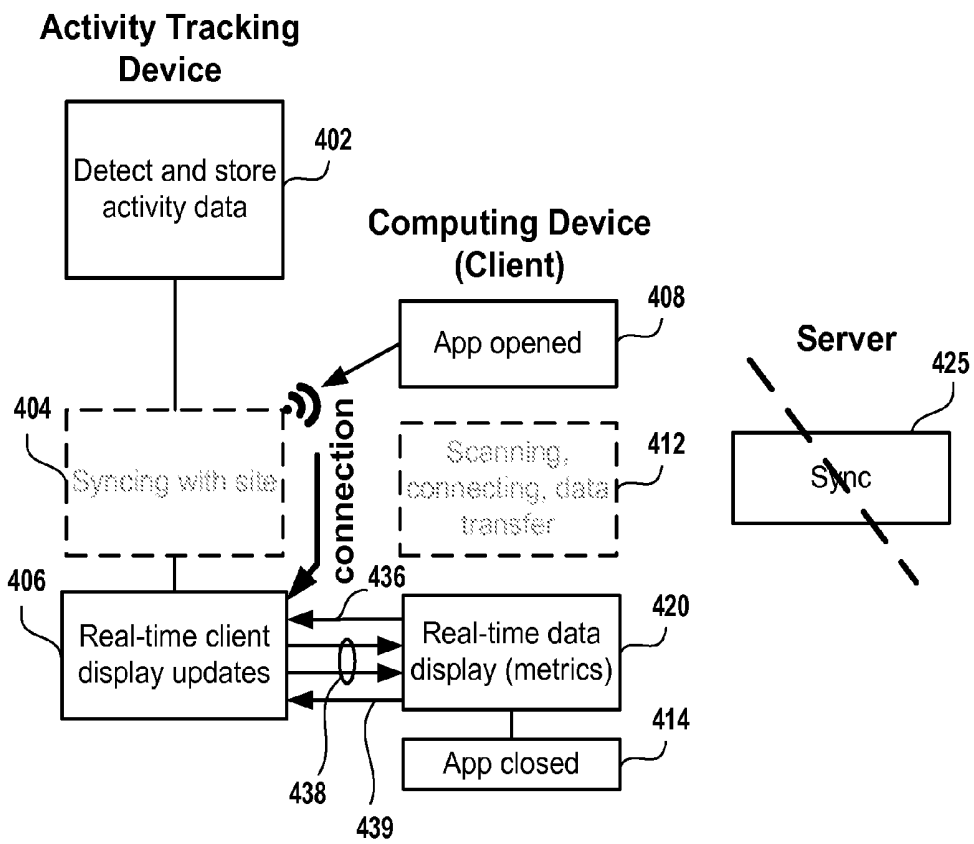 Activity Tracking
Device
402
Detect and store
activity data
Computing Device
(Client)
408
App opened
Server
425
Sync
404
Syncing with site
connection
Scanning,
connecting, data
transfer
412
406
Real-time client
display updates
436
Real-time data
display (metrics)
420
438
439
App closed
414